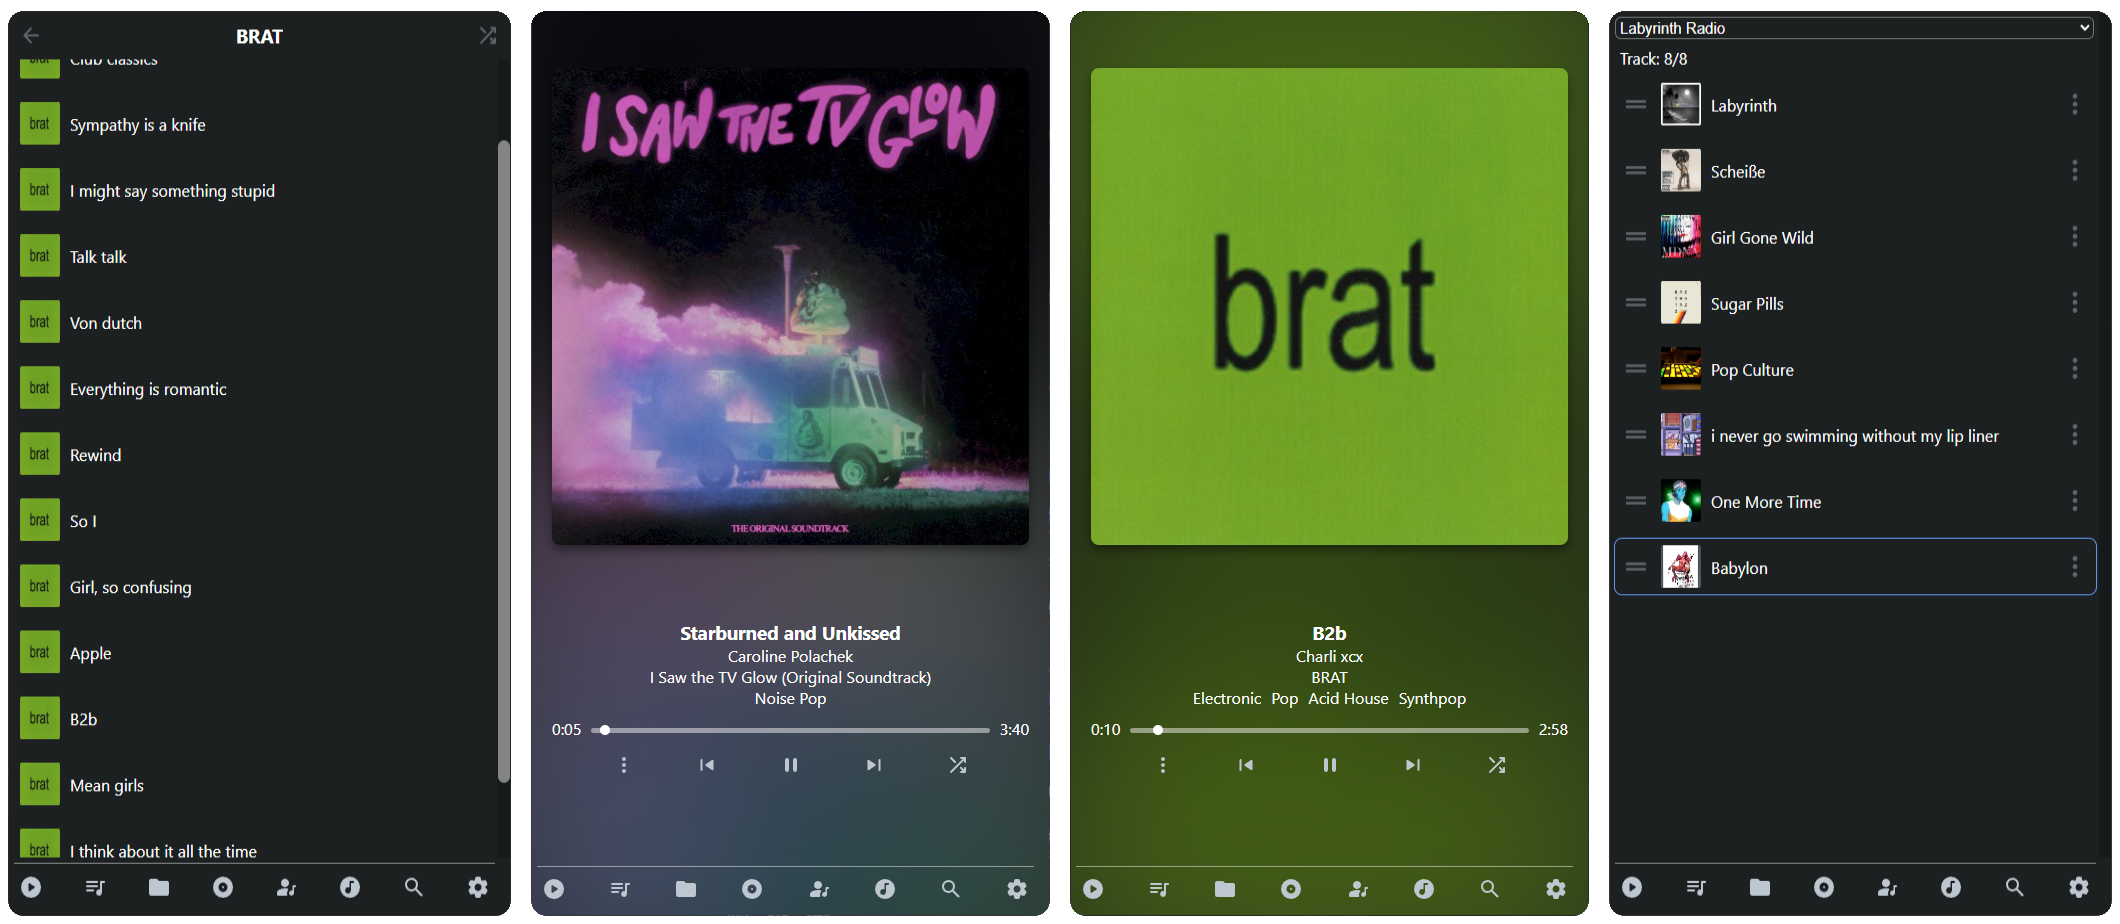 BRAT
Club classics
brat Sympathy is a knife
brat I might say something stupid
brat Talk talk
brat Von dutch
brat Everything is romantic
brat Rewind
brat So I
brat Girl, so confusing
brat Apple
brat B2b
brat Mean girls
brat I think about it all the time
I SAW THE TV GLOW
THE ORIGINAL SOUNDTRACK
Starburned and Unkissed
Caroline Polachek
I Saw the TV Glow (Original Soundtrack)
Noise Pop
0:05 3:40
brat
B2b
Charli xcx
BRAT
Electronic Pop Acid House Synthpop
0:10 2:58
Labyrinth Radio
Track: 8/8
Labyrinth
Scheiße
Girl Gone Wild
Sugar Pills
Pop Culture
i never go swimming without my lip liner
One More Time
Babylon